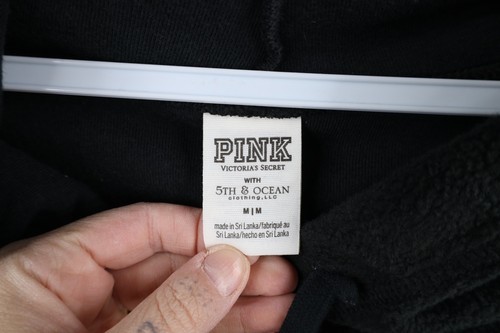 PINK
VICTORIA'S SECRET
WITH
5TH & OCEAN
clothing, LLC
M | M
made in Sri Lanka/fabriqué au
Sri Lanka/hecho en Sri Lanka